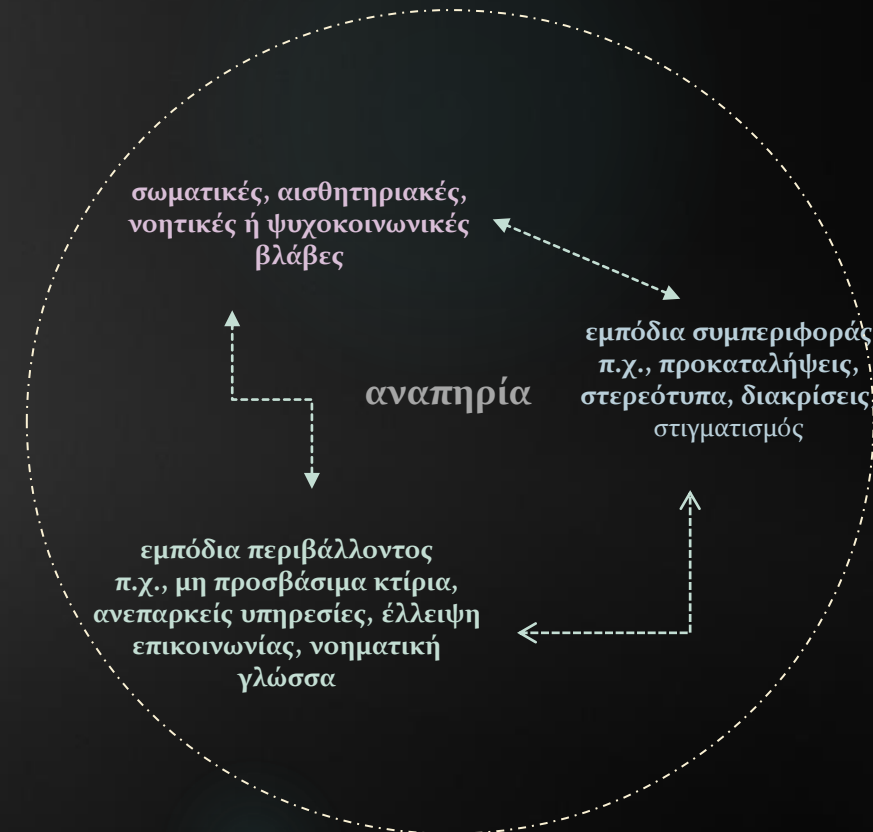 σωματικές, αισθητηριακές,
νοητικές ή ψυχοκοινωνικές
βλάβες
εμπόδια συμπεριφοράς
π.χ., προκαταλήψεις,
στερεότυπα, διακρίσεις
στιγματισμός
αναπηρία
εμπόδια περιβάλλοντος
π.χ., μη προσβάσιμα κτίρια,
ανεπαρκείς υπηρεσίες, έλλειψη
επικοινωνίας, νοηματική
γλώσσα